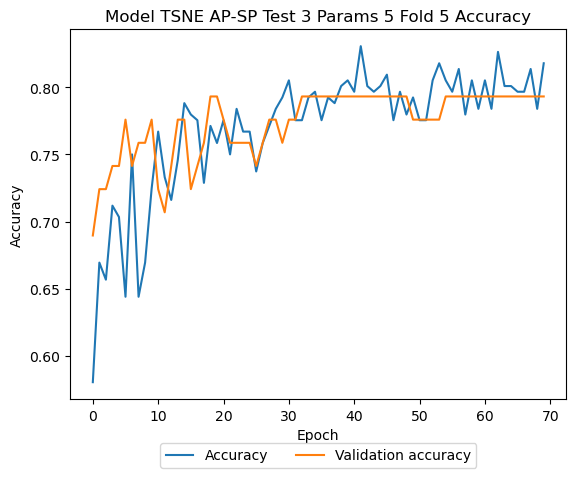 Model TSNE AP-SP Test 3 Params 5 Fold 5 Accuracy
0.80
0.75
0.70
0.65
0.60
Accuracy
0 10 20 30 40 50 60 70
Epoch
Accuracy Validation accuracy